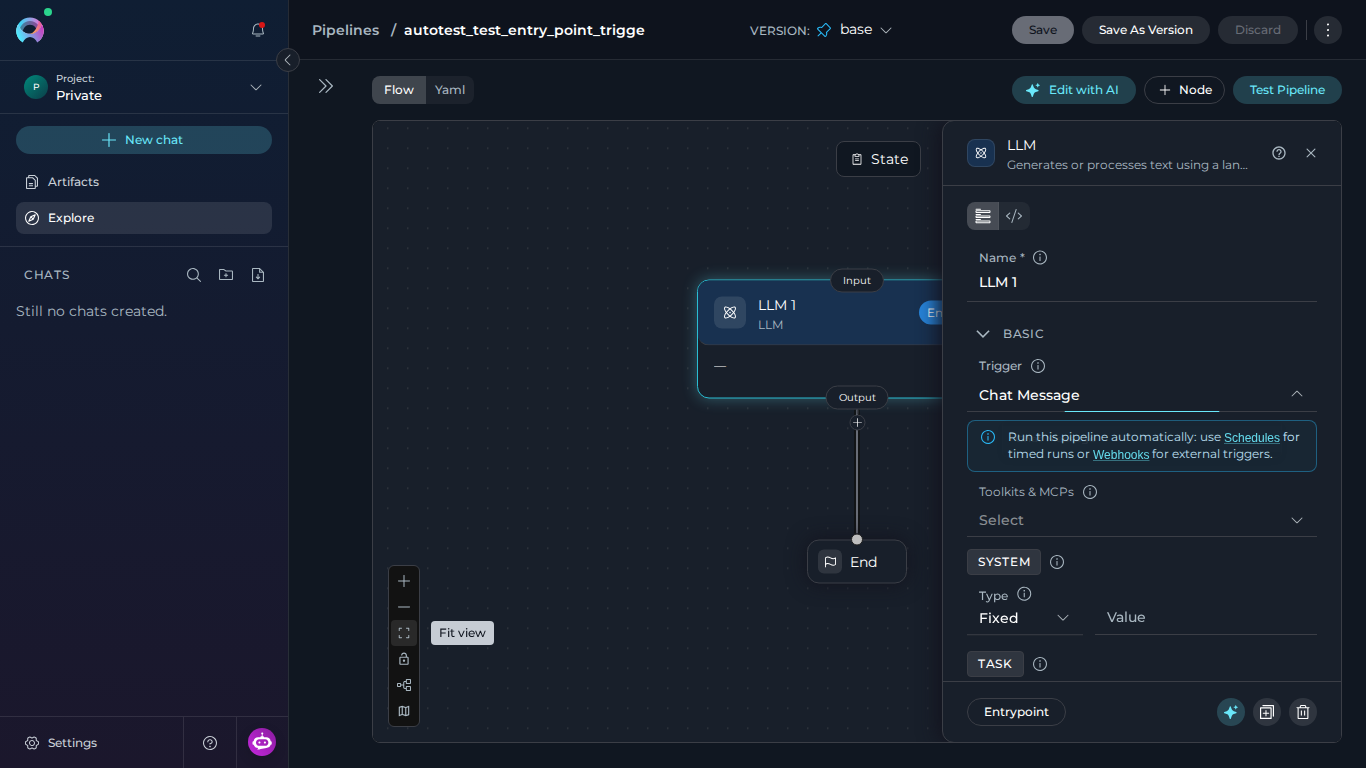 Pipelines / autotest_test_entry_point_trigge
VERSION: base
Save
Save As Version
Discard
P
Project:
Private
New chat
Artifacts
Explore
CHATS
Still no chats created.
Settings
Flow
Yaml
Edit with AI
Node
Test Pipeline
State
Input
LLM 1
LLM
—
Output
End
Fit view
LLM
Generates or processes text using a lan...
Name *
LLM 1
BASIC
Trigger
Chat Message
Run this pipeline automatically: use Schedules for
timed runs or Webhooks for external triggers.
Toolkits & MCPs
Select
SYSTEM
Type
Fixed
Value
TASK
Entrypoint